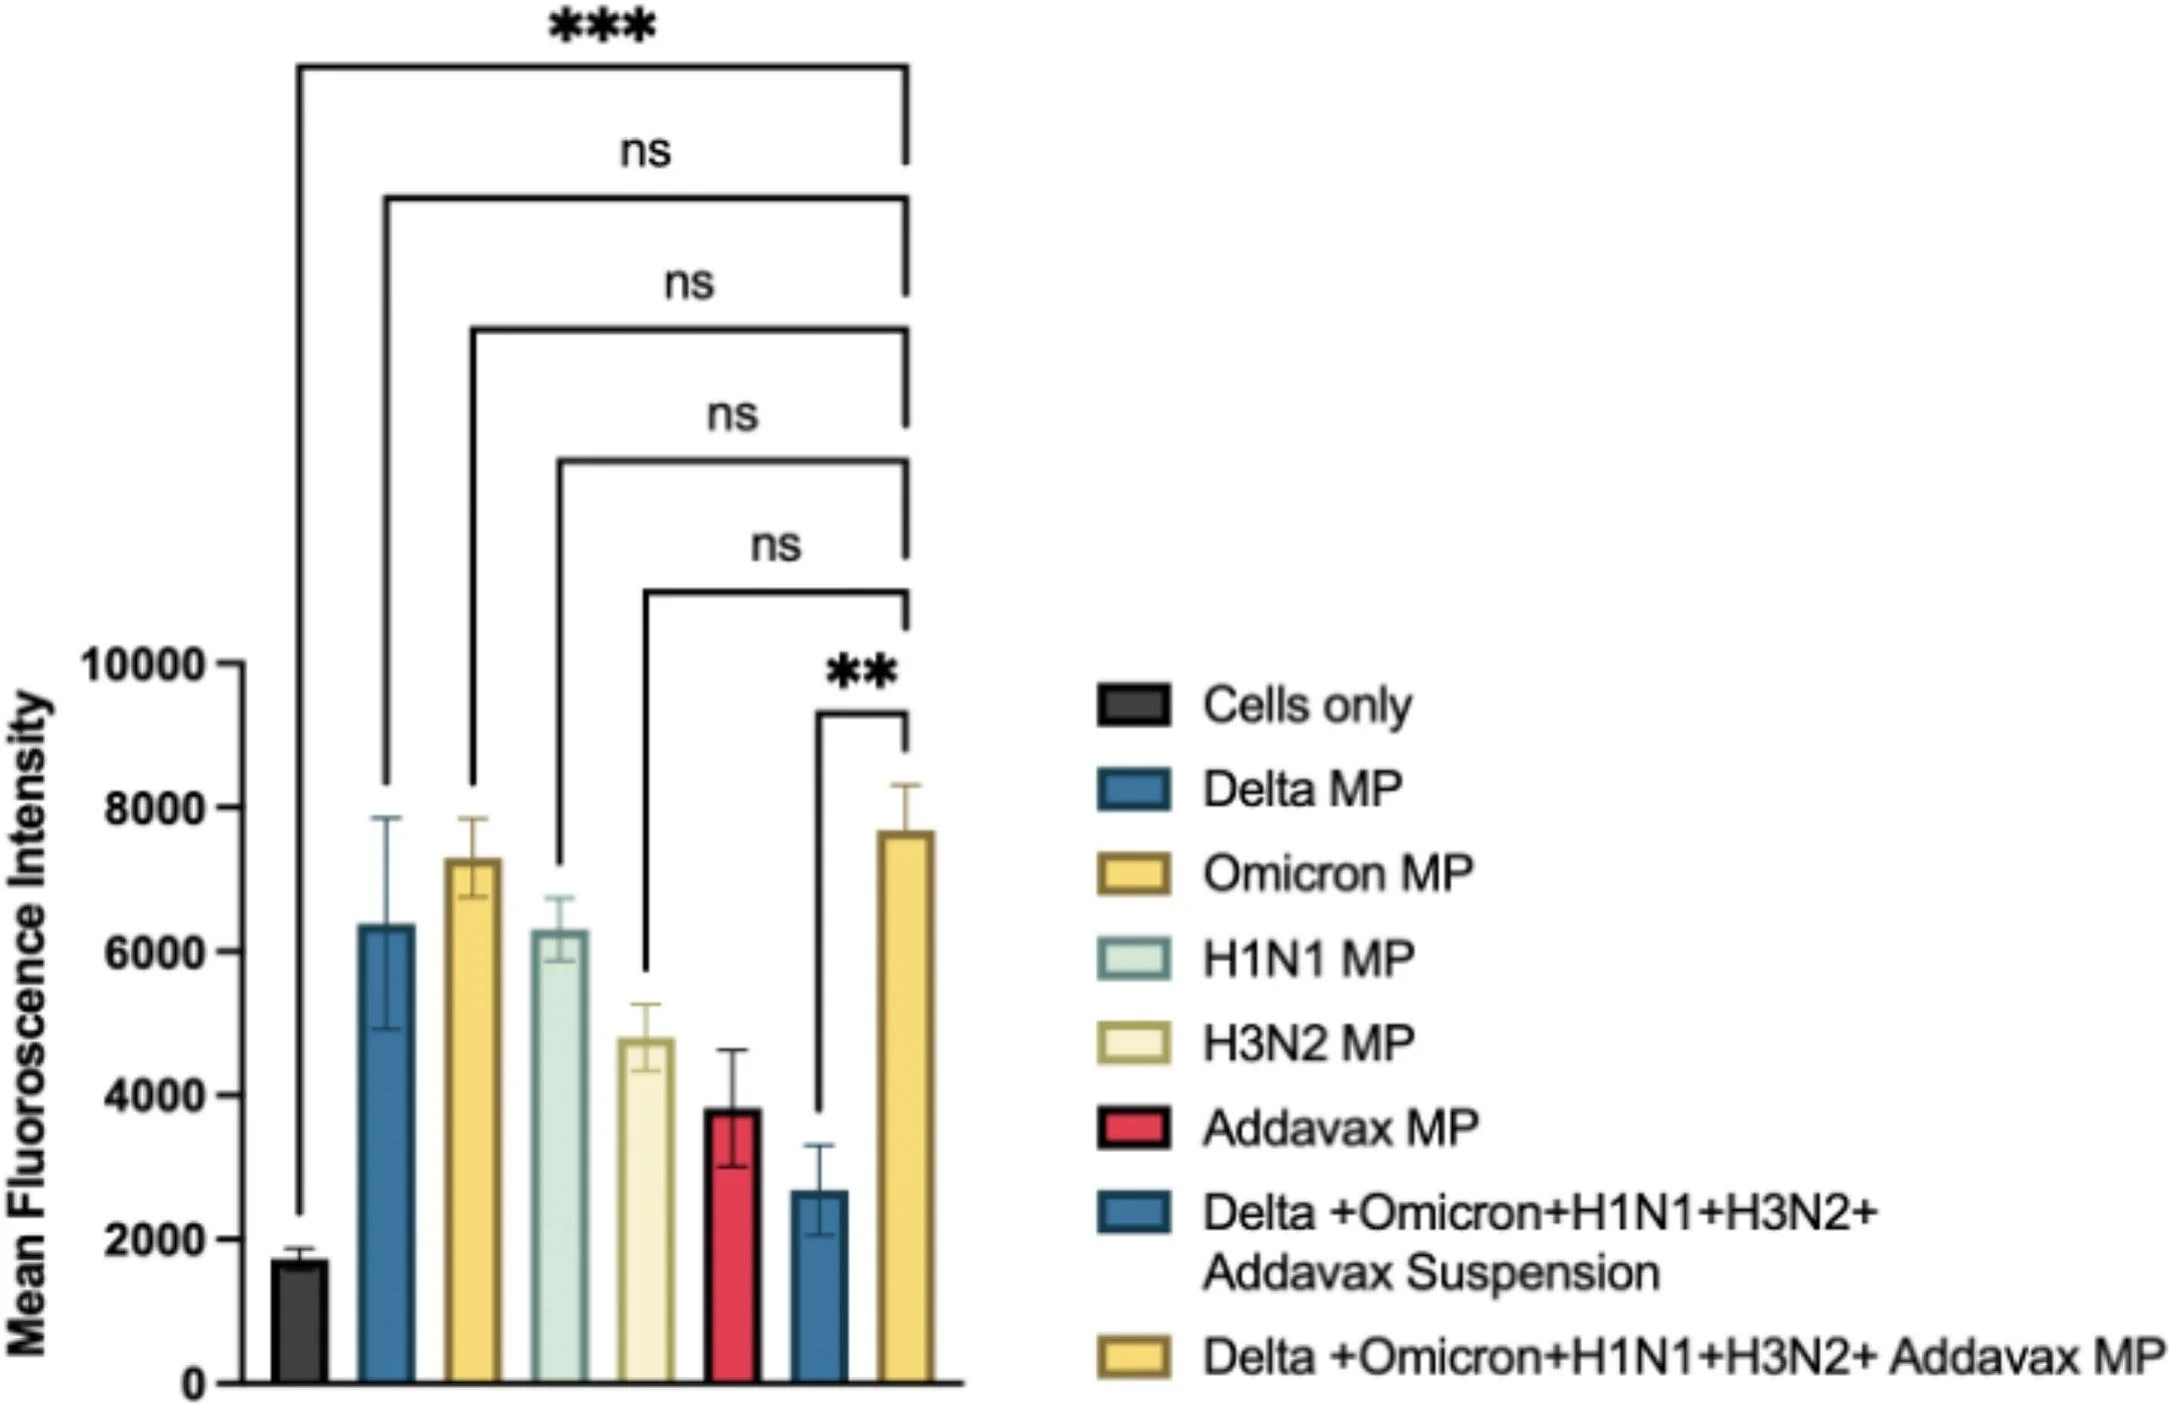 ***
ns
ns
ns
ns
**
10000
8000
6000
4000
2000
0
Mean Fluoroscence Intensity
Cells only
Delta MP
Omicron MP
H1N1 MP
H3N2 MP
Addavax MP
Delta +Omicron+H1N1+H3N2+
Addavax Suspension
Delta +Omicron+H1N1+H3N2+ Addavax MP